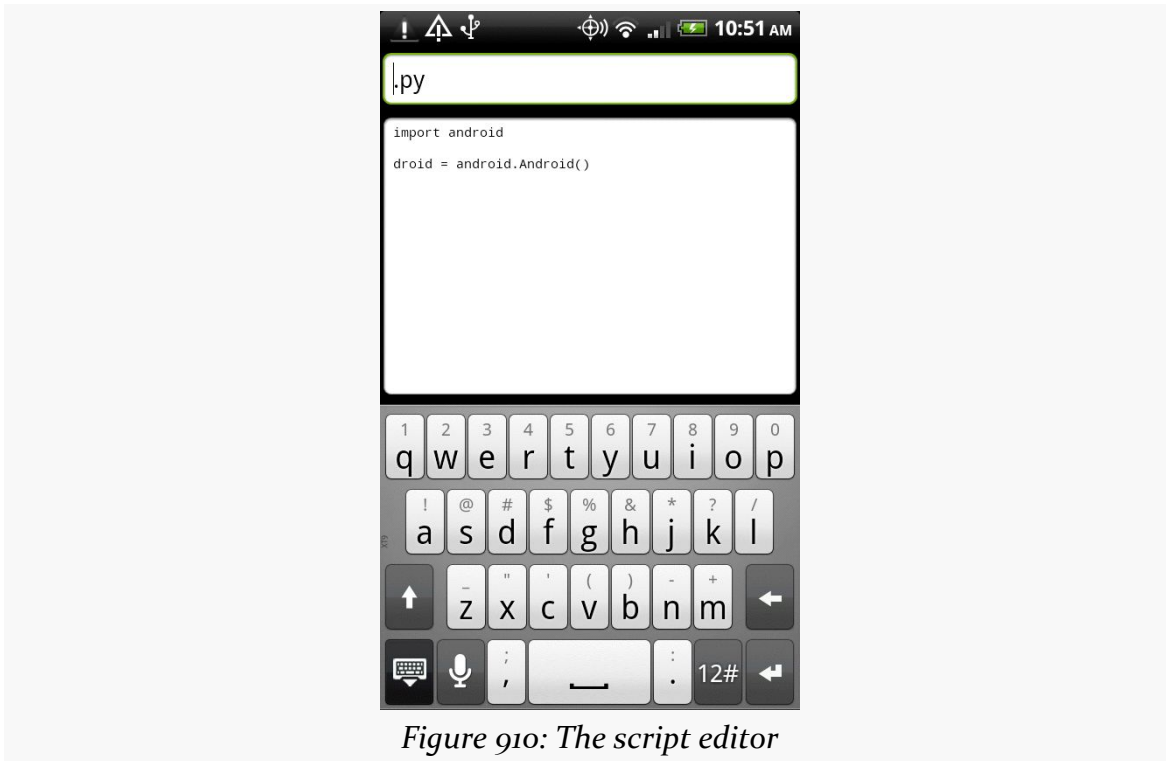 10:51 AM
.py
import android
droid = android.Android()
1 2 3 4 5 6 7 8 9 0
q w e r t y u i o p
! @ # $ % & * ? /
a s d f g h j k l
_ " ' ( ) - +
z x c v b n m
; :
, . 12#
Figure 910: The script editor